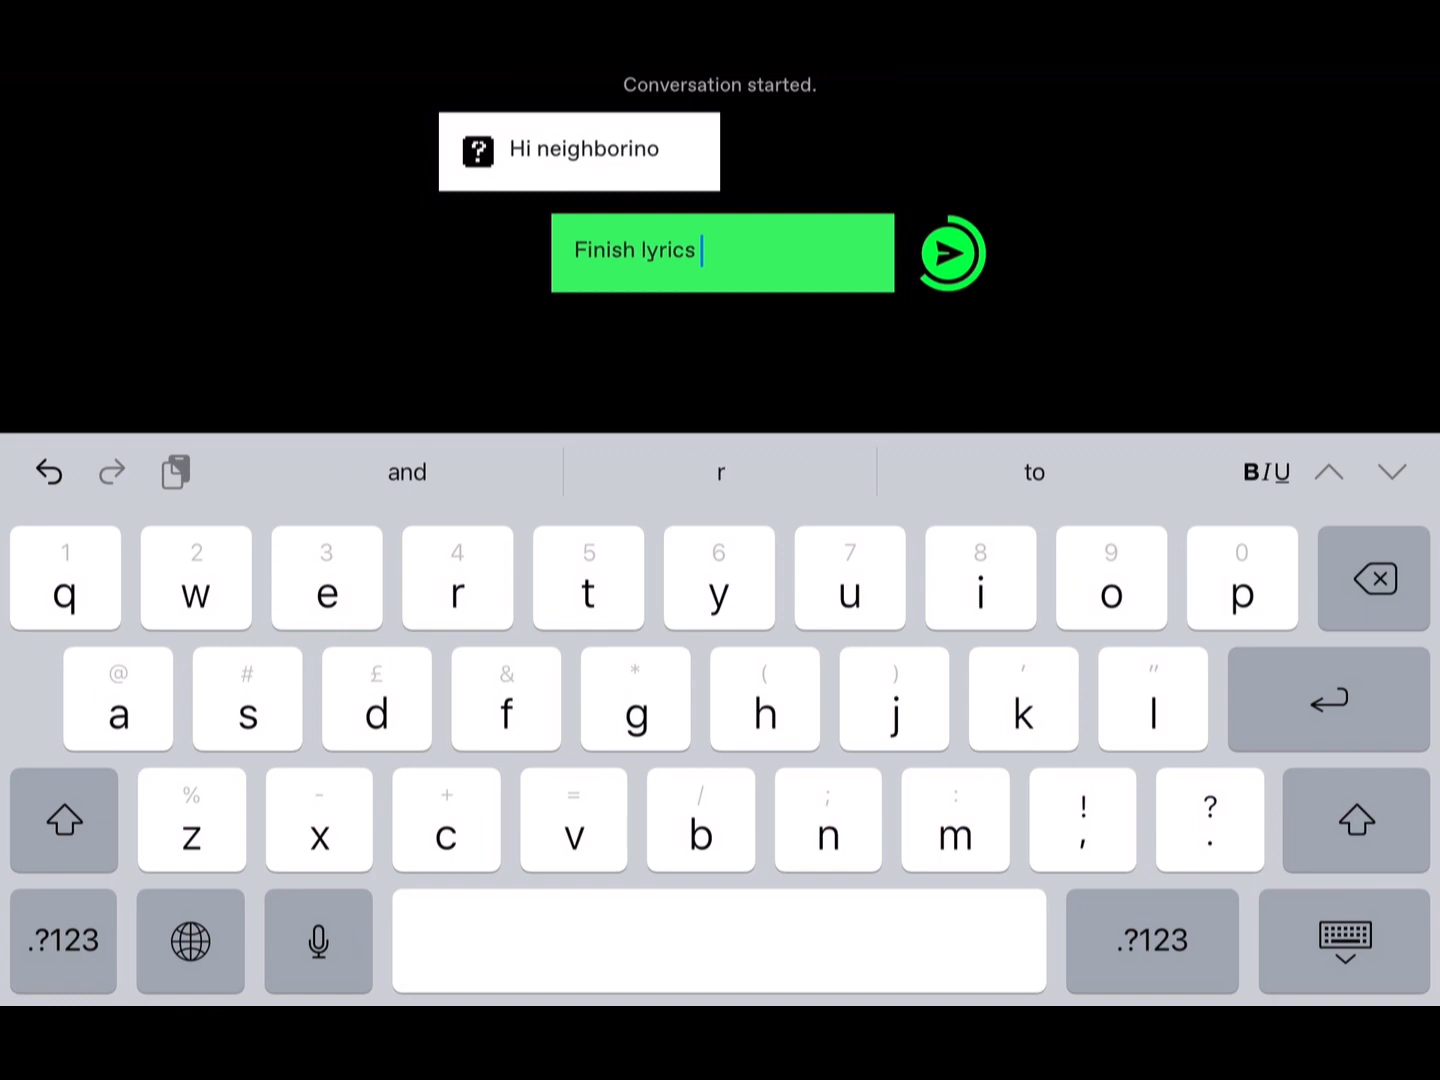 Conversation started.
? Hi neighborino
Finish lyrics
and r to BIU
1 2 3 4 5 6 7 8 9 0
q w e r t y u i o p
@ # £ & * ( ) ' "
a s d f g h j k l
% - + = / ; : ! ?
z x c v b n m , .
.?123 .?123